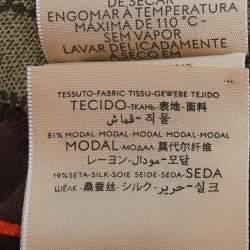 DE SECAR
ENGOMAR A TEMPERATURA
MÁXIMA DE 110°C -
SEM VAPOR
LAVAR DELICADAMENTE
A SECO EM
TESSUTO-FABRIC-TISSU-GEWEBE TEJIDO
TECIDO-ТКАНЬ-表地-面料
قماش-직물
81% MODAL MODAL MODAL MODAL MODAL
MODAL-МОДАЛ-莫代尔纤维
レーヨン-مودال-모달
19%SETA-SILK-SOIE SEIDE-SEDA-SEDA
ШЁЛК-桑蚕丝-シルク-حرير-실크